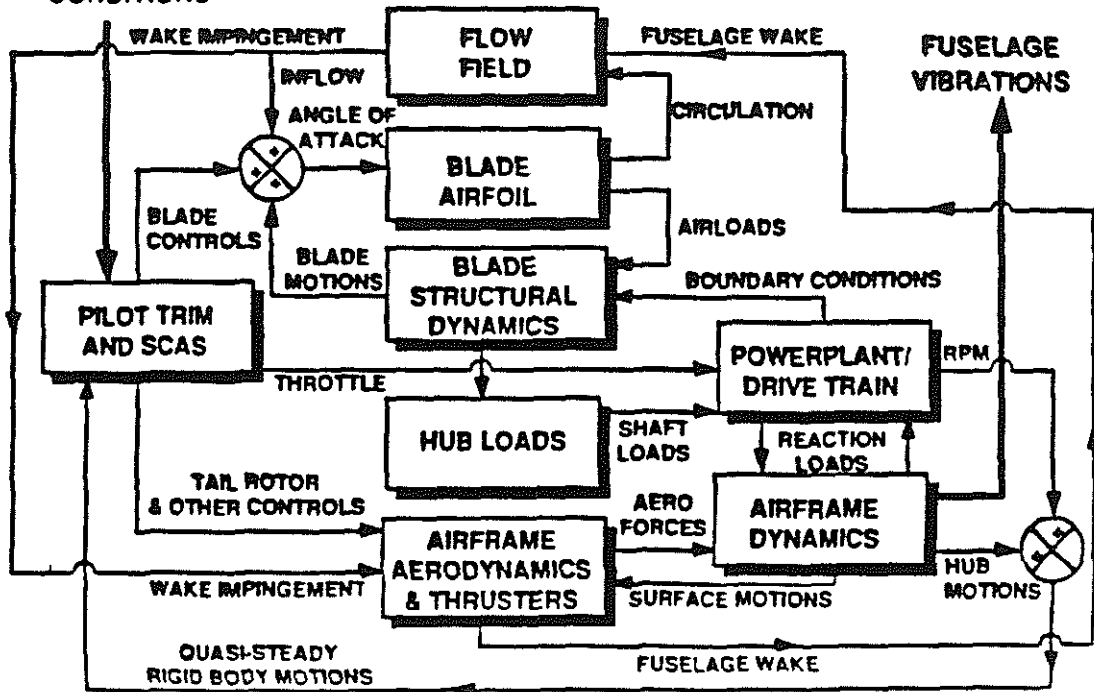 WAKE IMPINGEMENT
FLOW
FIELD
FUSELAGE WAKE
FUSELAGE
VIBRATIONS
INFLOW
ANGLE OF
ATTACK
CIRCULATION
BLADE
AIRFOIL
BLADE
CONTROLS
AIRLOADS
BLADE
MOTIONS
BLADE
STRUCTURAL
DYNAMICS
BOUNDARY CONDITIONS
PILOT TRIM
AND SCAS
THROTTLE
POWERPLANT/
DRIVE TRAIN
RPM
HUB LOADS
SHAFT
LOADS
REACTION
LOADS
TAIL ROTOR
& OTHER CONTROLS
AERO
FORCES
AIRFRAME
DYNAMICS
AIRFRAME
AERODYNAMICS
& THRUSTERS
HUB
MOTIONS
WAKE IMPINGEMENT
SURFACE MOTIONS
QUASI-STEADY
RIGID BODY MOTIONS
FUSELAGE WAKE